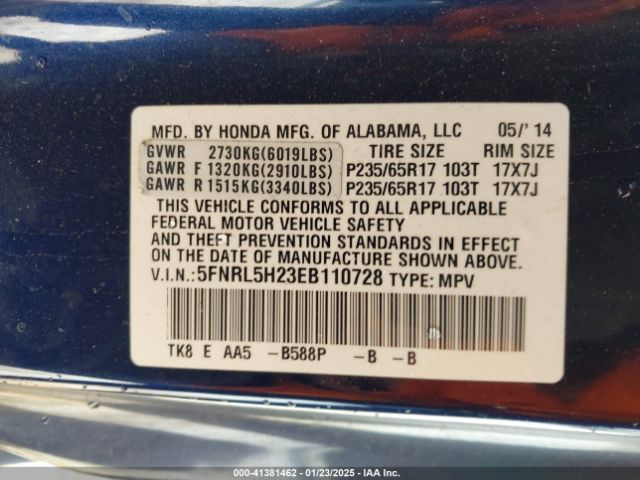 MFD. BY HONDA MFG. OF ALABAMA, LLC 05/'14
GVWR 2730KG(6019LBS) TIRE SIZE RIM SIZE
GAWR F 1320KG(2910LBS) P235/65R17 103T 17X7J
GAWR R 1515KG(3340LBS) P235/65R17 103T 17X7J
THIS VEHICLE CONFORMS TO ALL APPLICABLE
FEDERAL MOTOR VEHICLE SAFETY
AND THEFT PREVENTION STANDARDS IN EFFECT
ON THE DATE OF MANUFACTURE SHOWN ABOVE.
V.I.N.:5FNRL5H23EB110728 TYPE: MPV
TK8 E AA5 -B588P -B -B
000-41381462 - 01/23/2025 - IAA Inc.